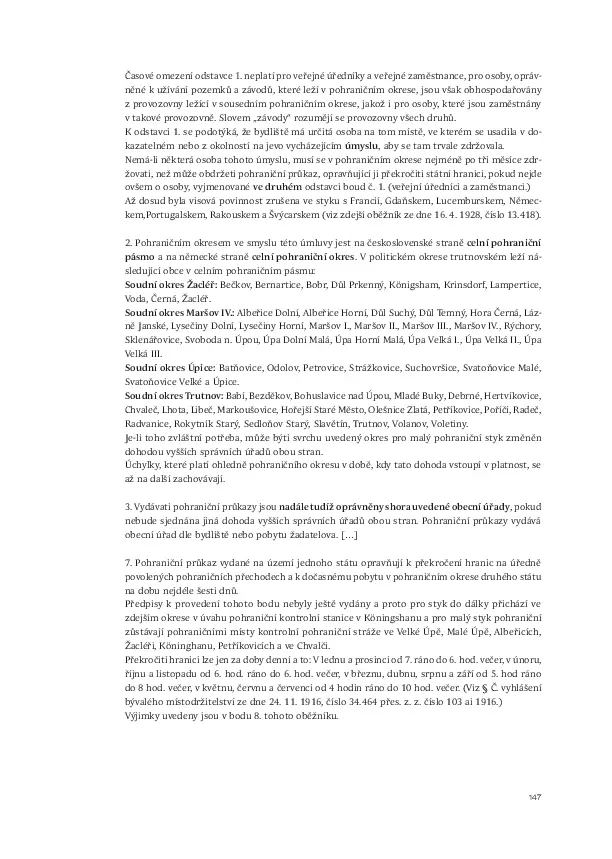 Časové omezení odstavce 1. neplatí pro veřejné úředníky a veřejné zaměstnance, pro osoby, opráv-
něné k užívání pozemků a závodů, které leží v pohraničním okrese, jsou však obhospodařovány
z provozovny ležící v sousedním pohraničním okrese, jakož i pro osoby, které jsou zaměstnány
v takové provozovně. Slovem „závody“ rozumějí se provozovny všech druhů.
K odstavci 1. se podotýká, že bydliště má určitá osoba na tom místě, ve kterém se usadila v do-
kazatelném nebo z okolností na jevo vycházejícím úmyslu, aby se tam trvale zdržovala.
Nemá-li některá osoba tohoto úmyslu, musí se v pohraničním okrese nejméně po tři měsíce zdr-
žovati, než může obdržeti pohraniční průkaz, opravňující ji překročiti státní hranici, pokud nejde
ovšem o osoby, vyjmenované ve druhém odstavci boud č. 1. (veřejní úředníci a zaměstnanci.)
Až dosud byla visová povinnost zrušena ve styku s Francií, Gdaňskem, Lucemburskem, Němec-
kem,Portugalskem, Rakouskem a Švýcarskem (viz zdejší oběžník ze dne 16. 4. 1928, číslo 13.418).
2. Pohraničním okresem ve smyslu této úmluvy jest na československé straně celní pohraniční
pásmo a na německé straně celní pohraniční okres. V politickém okrese trutnovském leží ná-
sledující obce v celním pohraničním pásmu:
Soudní okres Žacléř: Bečkov, Bernartice, Bobr, Důl Prkenný, Königsham, Krinsdorf, Lampertice,
Voda, Černá, Žacléř.
Soudní okres Maršov IV.: Albeřice Dolní, Albeřice Horní, Důl Suchý, Důl Temný, Hora Černá, Láz-
ně Janské, Lysečiny Dolní, Lysečiny Horní, Maršov I., Maršov II., Maršov III., Maršov IV., Rýchory,
Sklenářovice, Svoboda n. Úpou, Úpa Dolní Malá, Úpa Horní Malá, Úpa Velká I., Úpa Velká II., Úpa
Velká III.
Soudní okres Úpice: Batňovice, Odolov, Petrovice, Strážkovice, Suchovršice, Svatoňovice Malé,
Svatoňovice Velké a Úpice.
Soudní okres Trutnov: Babí, Bezděkov, Bohuslavice nad Úpou, Mladé Buky, Debrné, Hertvíkovice,
Chvaleč, Lhota, Libeč, Markoušovice, Hořejší Staré Město, Olešnice Zlatá, Petříkovice, Poříčí, Radeč,
Radvanice, Rokytník Starý, Sedloňov Starý, Slavětín, Trutnov, Volanov, Voletiny.
Je-li toho zvláštní potřeba, může býti svrchu uvedený okres pro malý pohraniční styk změněn
dohodou vyšších správních úřadů obou stran.
Úchylky, které platí ohledně pohraničního okresu v době, kdy tato dohoda vstoupí v platnost, se
až na další zachovávají.
3. Vydávati pohraniční průkazy jsou nadále tudíž oprávněny shora uvedené obecní úřady, pokud
nebude sjednána jiná dohoda vyšších správních úřadů obou stran. Pohraniční průkazy vydává
obecní úřad dle bydliště nebo pobytu žadatelova. […]
7. Pohraniční průkaz vydané na území jednoho státu opravňují k překročení hranic na úředně
povolených pohraničních přechodech a k dočasnému pobytu v pohraničním okrese druhého státu
na dobu nejdéle šesti dnů.
Předpisy k provedení tohoto bodu nebyly ještě vydány a proto pro styk do dálky přichází ve
zdejším okrese v úvahu pohraniční kontrolní stanice v Köningshanu a pro malý styk pohraniční
zůstávají pohraničními místy kontrolní pohraniční stráže ve Velké Úpě, Malé Úpě, Albeřicích,
Žacléři, Köninghanu, Petříkovicích a ve Chvalči.
Překročiti hranici lze jen za doby denní a to: V lednu a prosinci od 7. ráno do 6. hod. večer, v únoru,
říjnu a listopadu od 6. hod. ráno do 6. hod. večer, v březnu, dubnu, srpnu a září od 5. hod ráno
do 8 hod. večer, v květnu, červnu a červenci od 4 hodin ráno do 10 hod. večer. (Viz § Č. vyhlášení
bývalého místodržitelství ze dne 24. 11. 1916, číslo 34.464 přes. z. z. číslo 103 ai 1916.)
Výjimky uvedeny jsou v bodu 8. tohoto oběžníku.
147